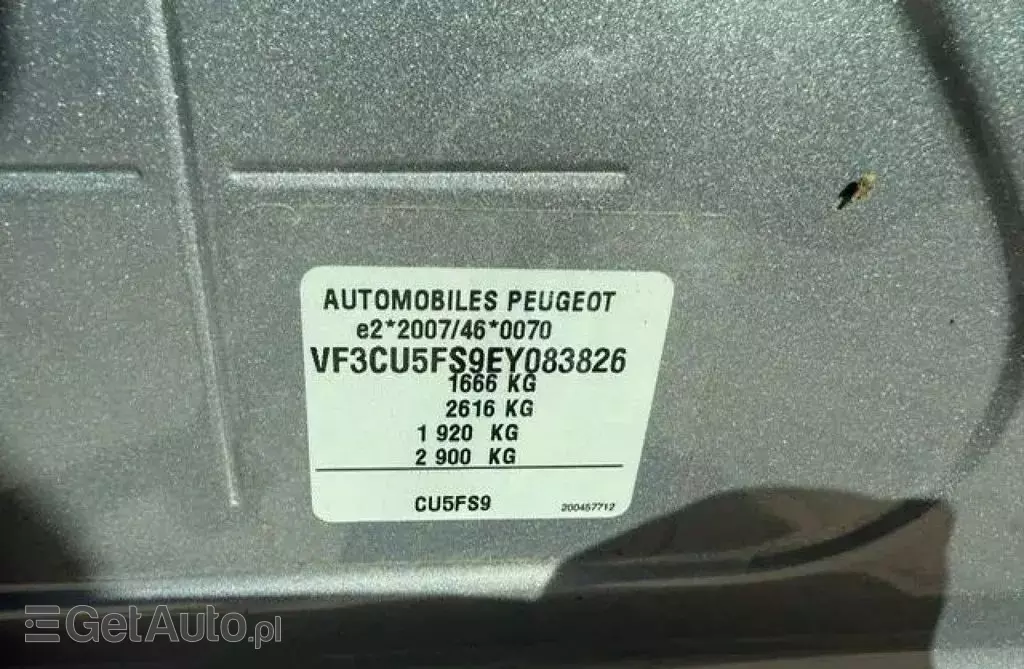 AUTOMOBILES PEUGEOT
e2*2007/46*0070
VF3CU5FS9EY083826
1666 KG
2616 KG
1 920 KG
2 900 KG
CU5FS9
200457712
GetAuto.pl